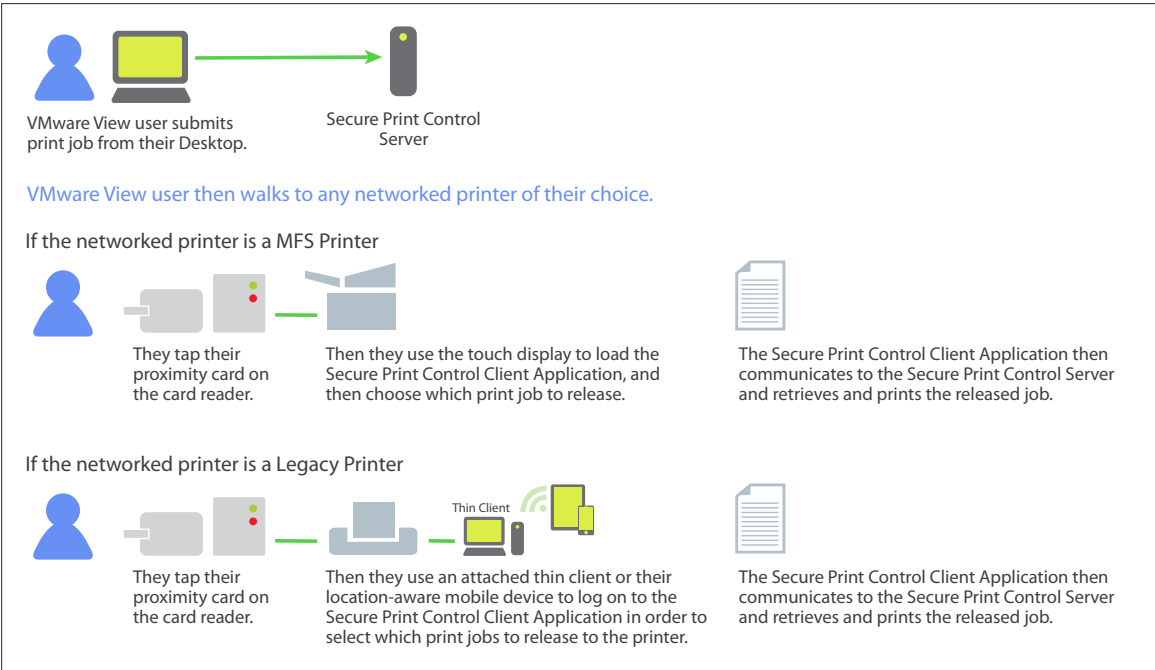 VMware View user submits
print job from their Desktop.
Secure Print Control
Server
VMware View user then walks to any networked printer of their choice.
If the networked printer is a MFS Printer
They tap their
proximity card on
the card reader.
Then they use the touch display to load the
Secure Print Control Client Application, and
then choose which print job to release.
The Secure Print Control Client Application then
communicates to the Secure Print Control Server
and retrieves and prints the released job.
If the networked printer is a Legacy Printer
Thin Client
They tap their
proximity card on
the card reader.
Then they use an attached thin client or their
location-aware mobile device to log on to the
Secure Print Control Client Application in order to
select which print jobs to release to the printer.
The Secure Print Control Client Application then
communicates to the Secure Print Control Server
and retrieves and prints the released job.